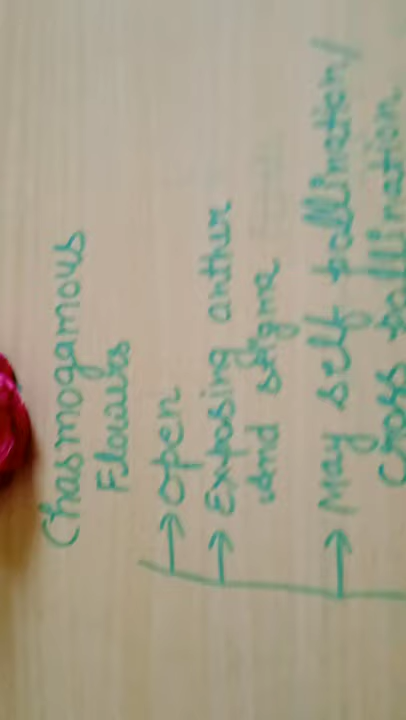 Chasmogamous
Flowers
→ open
→ Exposing anther
and stigma
→ May self pollination/
cross pollination